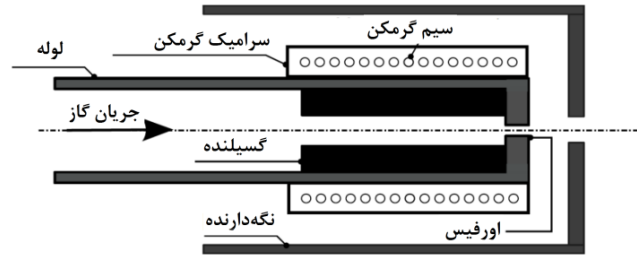 سیم گرمکن
سرامیک گرمکن
لوله
جریان گاز
گسیلنده
اورفیس
نگه‌دارنده